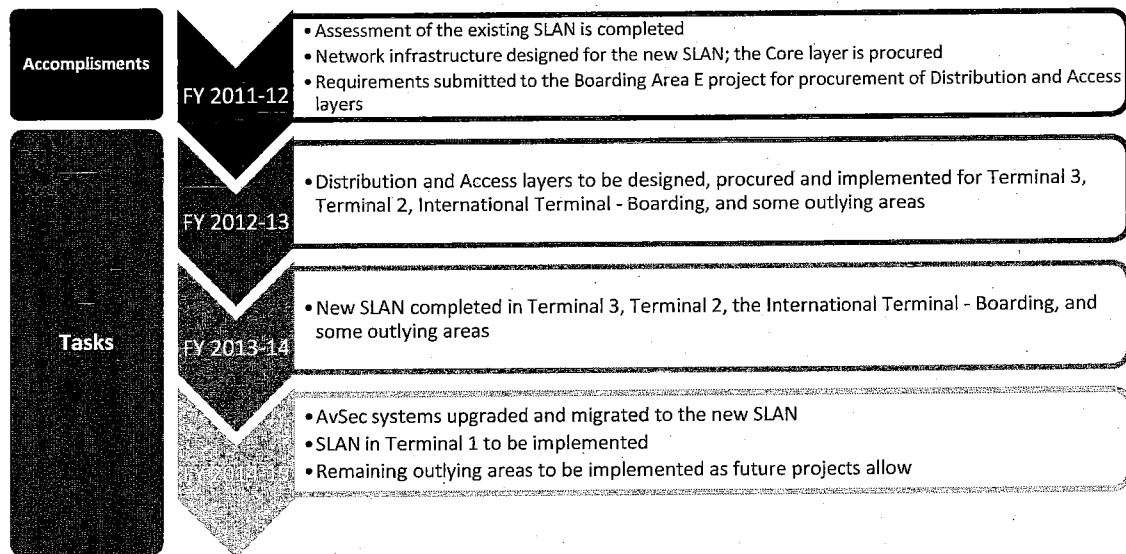 Accomplisments
FY 2011-12
• Assessment of the existing SLAN is completed
• Network infrastructure designed for the new SLAN; the Core layer is procured
• Requirements submitted to the Boarding Area E project for procurement of Distribution and Access
layers
Tasks
FY 2012-13
• Distribution and Access layers to be designed, procured and implemented for Terminal 3,
Terminal 2, International Terminal - Boarding, and some outlying areas
FY 2013-14
• New SLAN completed in Terminal 3, Terminal 2, the International Terminal - Boarding, and
some outlying areas
• AvSec systems upgraded and migrated to the new SLAN
• SLAN in Terminal 1 to be implemented
• Remaining outlying areas to be implemented as future projects allow